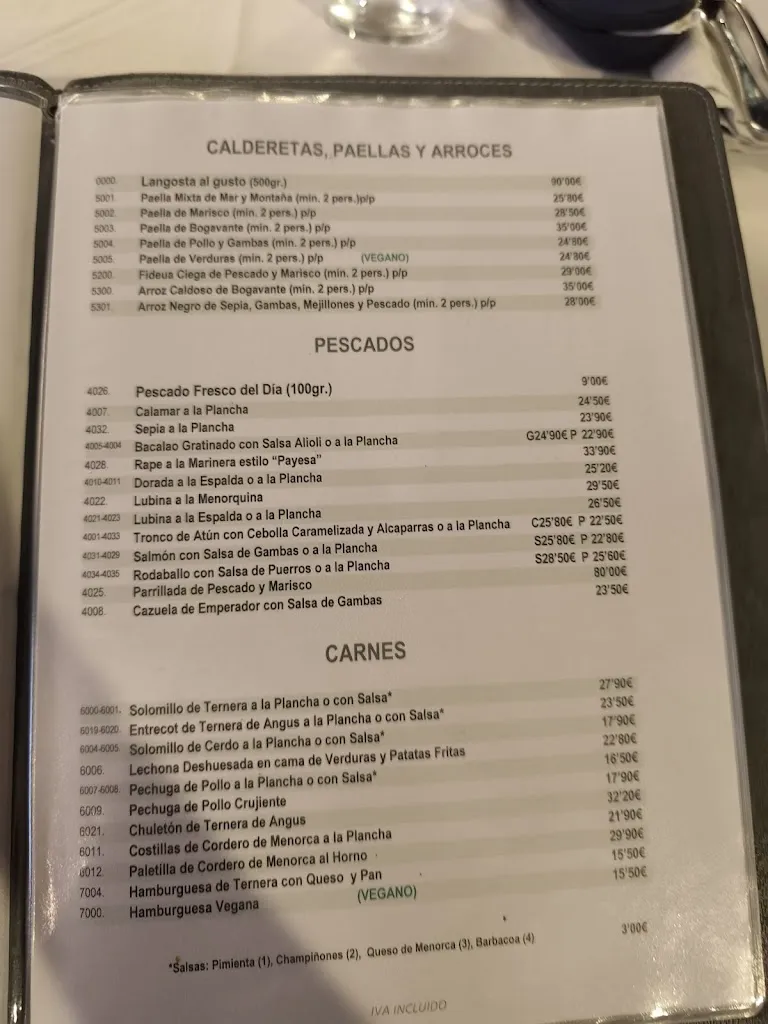 CALDERETAS, PAELLAS Y ARROCES
0000. Langosta al gusto (500gr.) 90'00€
5001. Paella Mixta de Mar y Montaña (min. 2 pers.)p/p 25'80€
5002. Paella de Marisco (min. 2 pers.) p/p 28'50€
5003. Paella de Bogavante (min. 2 pers.) p/p 35'00€
5004. Paella de Pollo y Gambas (min. 2 pers.) p/p 24'80€
5005. Paella de Verduras (min. 2 pers.) p/p (VEGANO) 24'80€
5200. Fideua Ciega de Pescado y Marisco (min. 2 pers.) p/p 29'00€
5300. Arroz Caldoso de Bogavante (min. 2 pers.) p/p 35'00€
5301. Arroz Negro de Sepia, Gambas, Mejillones y Pescado (min. 2 pers.) p/p 28'00€
PESCADOS
4026. Pescado Fresco del Día (100gr.) 9'00€
4007. Calamar a la Plancha 24'50€
4032. Sepia a la Plancha 23'90€
4005-4004 Bacalao Gratinado con Salsa Alioli o a la Plancha G24'90€ P 22'90€
4028. Rape a la Marinera estilo “Payesa” 33'90€
4010-4011 Dorada a la Espalda o a la Plancha 25'20€
4022. Lubina a la Menorquina 29'50€
4021-4023 Lubina a la Espalda o a la Plancha 26'50€
4001-4033 Tronco de Atún con Cebolla Caramelizada y Alcaparras o a la Plancha C25'80€ P 22'50€
4031-4029 Salmón con Salsa de Gambas o a la Plancha S25'80€ P 22'80€
4034-4035 Rodaballo con Salsa de Puerros o a la Plancha S28'50€ P 25'60€
4025. Parrillada de Pescado y Marisco 80'00€
4008. Cazuela de Emperador con Salsa de Gambas 23'50€
CARNES
6000-6001. Solomillo de Ternera a la Plancha o con Salsa* 27'90€
6019-6020. Entrecot de Ternera de Angus a la Plancha o con Salsa* 23'50€
6004-6005. Solomillo de Cerdo a la Plancha o con Salsa* 17'90€
6006. Lechona Deshuesada en cama de Verduras y Patatas Fritas 22'80€
6007-6008. Pechuga de Pollo a la Plancha o con Salsa* 16'50€
6009. Pechuga de Pollo Crujiente 17'90€
6021. Chuletón de Ternera de Angus 32'20€
6011. Costillas de Cordero de Menorca a la Plancha 21'90€
6012. Paletilla de Cordero de Menorca al Horno 29'90€
7004. Hamburguesa de Ternera con Queso y Pan 15'50€
7000. Hamburguesa Vegana (VEGANO) 15'50€
*Salsas: Pimienta (1), Champiñones (2), Queso de Menorca (3), Barbacoa (4) 3'00€
IVA INCLUIDO